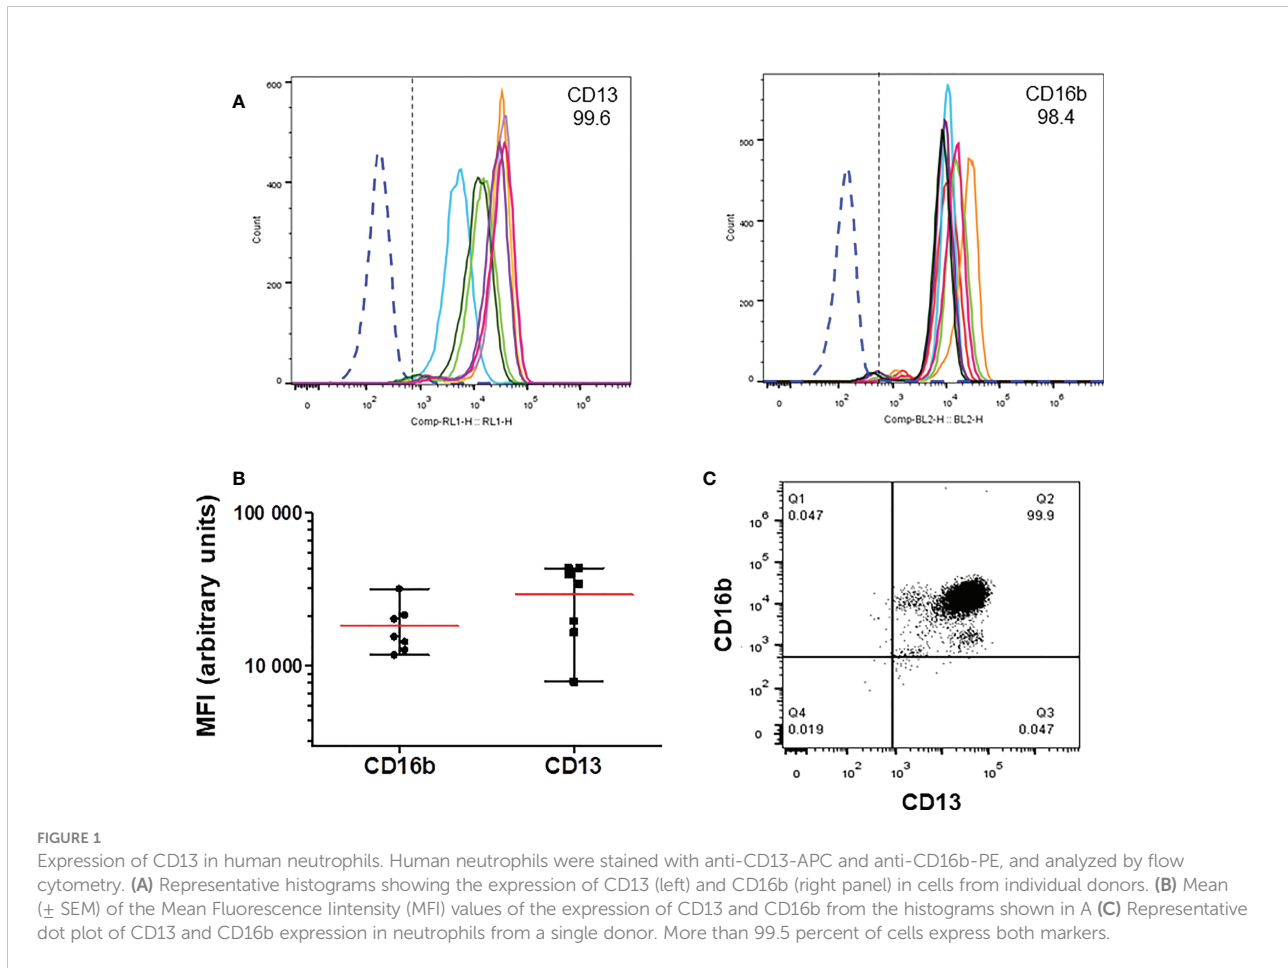 A
CD13
99.6
600
400
200
0
Count
0
10²
10³
10⁴
10⁵
10⁶
Comp-RL1-H :: RL1-H
CD16b
98.4
600
400
200
0
Count
0
10²
10³
10⁴
10⁵
10⁶
Comp-BL2-H :: BL2-H
B
MFI (arbitrary units)
100 000
10 000
CD16b
CD13
C
Q1
0.047
Q2
99.9
Q4
0.019
Q3
0.047
CD16b
10⁶
10⁵
10⁴
10³
10²
0
0
10²
10³
10⁵
CD13
FIGURE 1
Expression of CD13 in human neutrophils. Human neutrophils were stained with anti-CD13-APC and anti-CD16b-PE, and analyzed by flow
cytometry. (A) Representative histograms showing the expression of CD13 (left) and CD16b (right panel) in cells from individual donors. (B) Mean
(± SEM) of the Mean Fluorescence Iintensity (MFI) values of the expression of CD13 and CD16b from the histograms shown in A (C) Representative
dot plot of CD13 and CD16b expression in neutrophils from a single donor. More than 99.5 percent of cells express both markers.